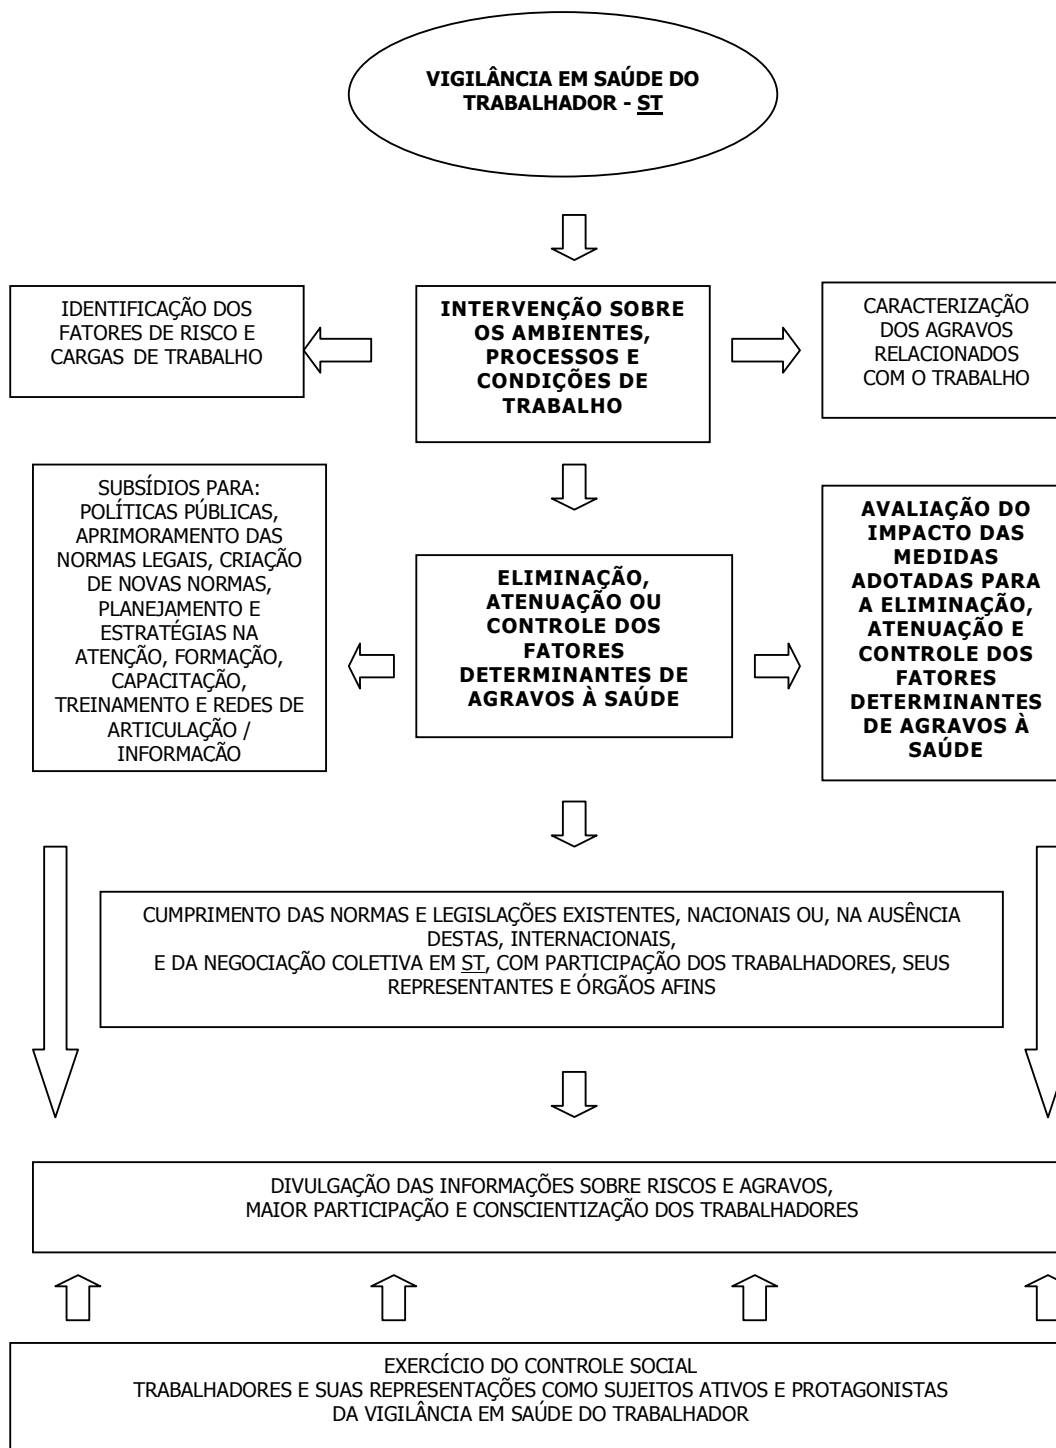 VIGILÂNCIA EM SAÚDE DO
TRABALHADOR - ST
IDENTIFICAÇÃO DOS
FATORES DE RISCO E
CARGAS DE TRABALHO
INTERVENÇÃO SOBRE
OS AMBIENTES,
PROCESSOS E
CONDIÇÕES DE
TRABALHO
CARACTERIZAÇÃO
DOS AGRAVOS
RELACIONADOS
COM O TRABALHO
SUBSÍDIOS PARA:
POLÍTICAS PÚBLICAS,
APRIMORAMENTO DAS
NORMAS LEGAIS, CRIAÇÃO
DE NOVAS NORMAS,
PLANEJAMENTO E
ESTRATÉGIAS NA
ATENÇÃO, FORMAÇÃO,
CAPACITAÇÃO,
TREINAMENTO E REDES DE
ARTICULAÇÃO /
INFORMAÇÃO
ELIMINAÇÃO,
ATENUAÇÃO OU
CONTROLE DOS
FATORES
DETERMINANTES DE
AGRAVOS À SAÚDE
AVALIAÇÃO DO
IMPACTO DAS
MEDIDAS
ADOTADAS PARA
A ELIMINAÇÃO,
ATENUAÇÃO E
CONTROLE DOS
FATORES
DETERMINANTES
DE AGRAVOS À
SAÚDE
CUMPRIMENTO DAS NORMAS E LEGISLAÇÕES EXISTENTES, NACIONAIS OU, NA AUSÊNCIA
DESTAS, INTERNACIONAIS,
E DA NEGOCIAÇÃO COLETIVA EM ST, COM PARTICIPAÇÃO DOS TRABALHADORES, SEUS
REPRESENTANTES E ÓRGÃOS AFINS
DIVULGAÇÃO DAS INFORMAÇÕES SOBRE RISCOS E AGRAVOS,
MAIOR PARTICIPAÇÃO E CONSCIENTIZAÇÃO DOS TRABALHADORES
EXERCÍCIO DO CONTROLE SOCIAL
TRABALHADORES E SUAS REPRESENTAÇÕES COMO SUJEITOS ATIVOS E PROTAGONISTAS
DA VIGILÂNCIA EM SAÚDE DO TRABALHADOR